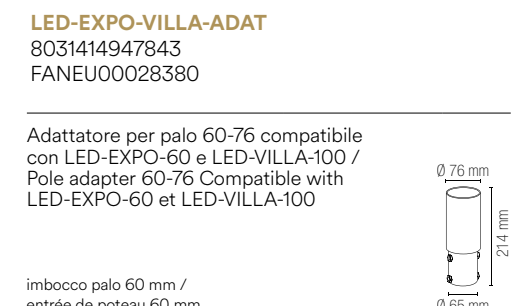 LED-EXPO-VILLA-ADAT
8031414947843
FANEU00028380
Adattatore per palo 60-76 compatibile
con LED-EXPO-60 e LED-VILLA-100 /
Pole adapter 60-76 Compatible with
LED-EXPO-60 et LED-VILLA-100
Ø 76 mm
214 mm
imbocco palo 60 mm /
entrée de poteau 60 mm
Ø 65 mm